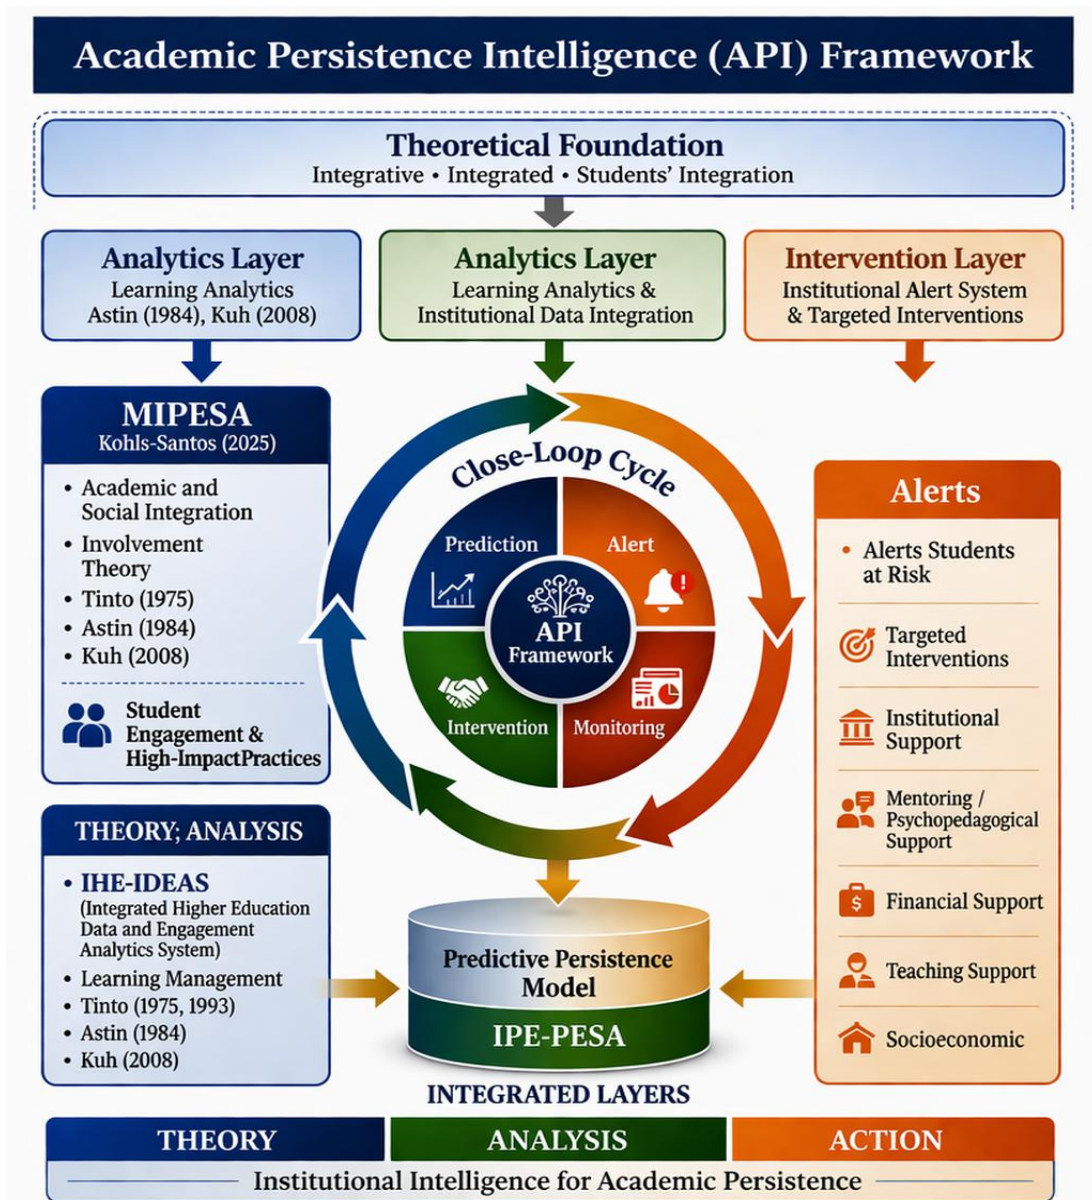 Academic Persistence Intelligence (API) Framework
Theoretical Foundation
Integrative • Integrated • Students' Integration
Analytics Layer
Learning Analytics
Astin (1984), Kuh (2008)
Analytics Layer
Learning Analytics &
Institutional Data Integration
Intervention Layer
Institutional Alert System
& Targeted Interventions
MIPESA
Kohls-Santos (2025)
• Academic and
Social Integration
• Involvement
Theory
• Tinto (1975)
• Astin (1984)
• Kuh (2008)
Student
Engagement &
High-ImpactPractices
Close-Loop Cycle
Prediction
Alert
API
Framework
Intervention
Monitoring
Alerts
• Alerts Students
at Risk
Targeted
Interventions
Institutional
Support
Mentoring /
Psychopedagogical
Support
Financial Support
Teaching Support
Socioeconomic
THEORY; ANALYSIS
• IHE-IDEAS
(Integrated Higher Education
Data and Engagement
Analytics System)
• Learning Management
• Tinto (1975, 1993)
• Astin (1984)
• Kuh (2008)
Predictive Persistence
Model
IPE-PESA
INTEGRATED LAYERS
THEORY
ANALYSIS
ACTION
Institutional Intelligence for Academic Persistence